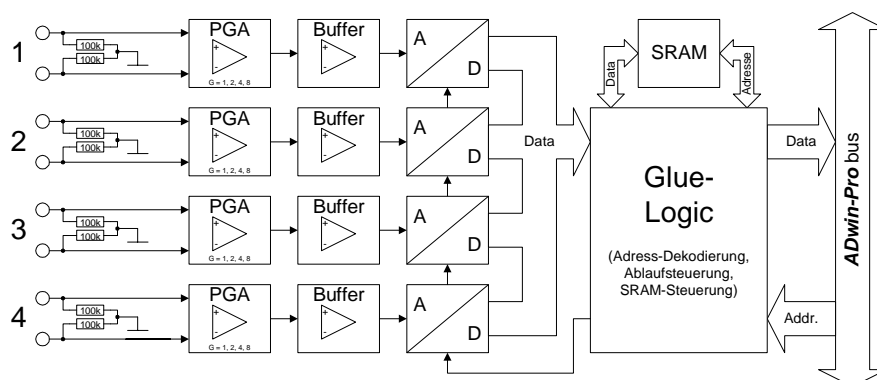 1
100k
100k
PGA
+
-
G = 1, 2, 4, 8
Buffer
+
-
A
D
2
100k
100k
PGA
+
-
G = 1, 2, 4, 8
Buffer
+
-
A
D
3
100k
100k
PGA
+
-
G = 1, 2, 4, 8
Buffer
+
-
A
D
4
100k
100k
PGA
+
-
G = 1, 2, 4, 8
Buffer
+
-
A
D
Data
SRAM
Data
Adresse
Glue-
Logic
(Adress-Dekodierung,
Ablaufsteuerung,
SRAM-Steuerung)
Data
Addr.
ADwin-Pro bus